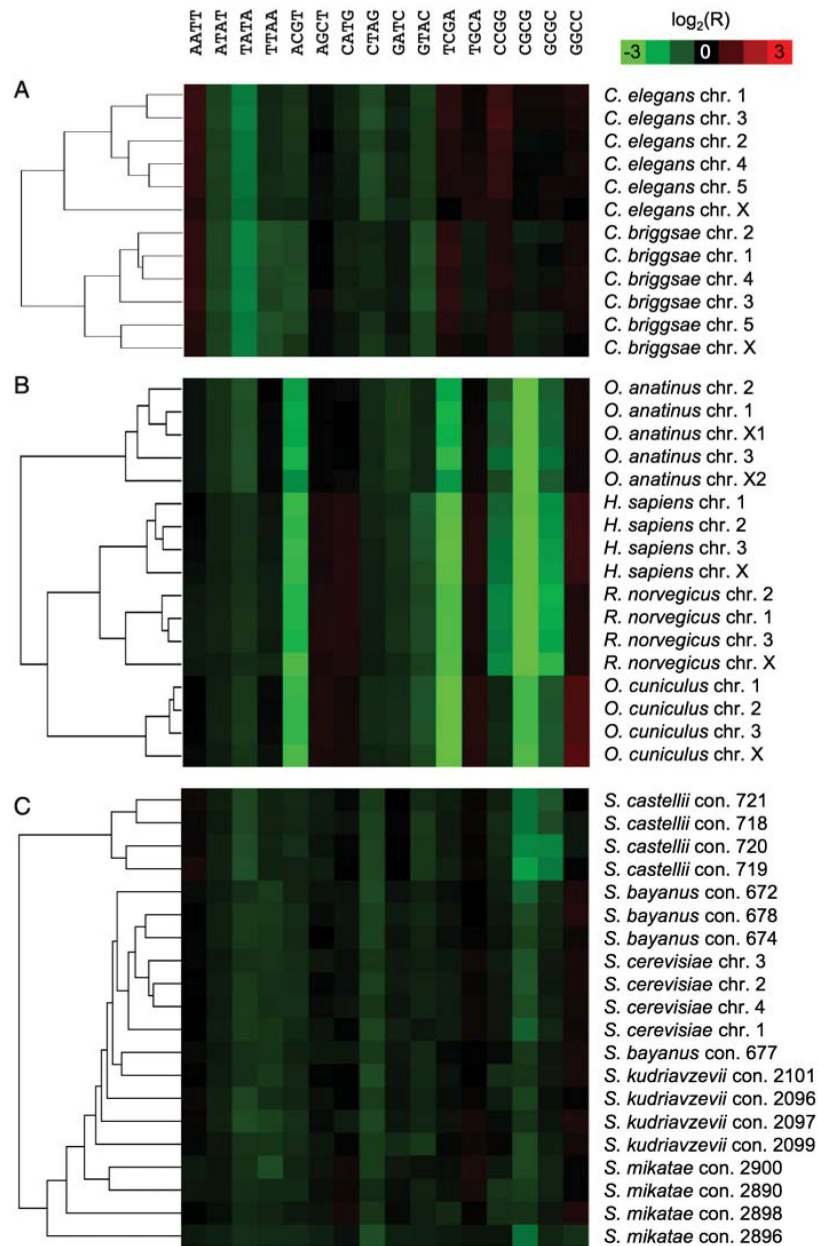 AATT ATAT TATA TTAA ACGT AGCT CATG CTAG GATC GTAC TCGA TGCA CCGG CGCG GCGC GGCC
log2(R)
-3 0 3
A
C. elegans chr. 1
C. elegans chr. 3
C. elegans chr. 2
C. elegans chr. 4
C. elegans chr. 5
C. elegans chr. X
C. briggsae chr. 2
C. briggsae chr. 1
C. briggsae chr. 4
C. briggsae chr. 3
C. briggsae chr. 5
C. briggsae chr. X
B
O. anatinus chr. 2
O. anatinus chr. 1
O. anatinus chr. X1
O. anatinus chr. 3
O. anatinus chr. X2
H. sapiens chr. 1
H. sapiens chr. 2
H. sapiens chr. 3
H. sapiens chr. X
R. norvegicus chr. 2
R. norvegicus chr. 1
R. norvegicus chr. 3
R. norvegicus chr. X
O. cuniculus chr. 1
O. cuniculus chr. 2
O. cuniculus chr. 3
O. cuniculus chr. X
C
S. castellii con. 721
S. castellii con. 718
S. castellii con. 720
S. castellii con. 719
S. bayanus con. 672
S. bayanus con. 678
S. bayanus con. 674
S. cerevisiae chr. 3
S. cerevisiae chr. 2
S. cerevisiae chr. 4
S. cerevisiae chr. 1
S. bayanus con. 677
S. kudriavzevii con. 2101
S. kudriavzevii con. 2096
S. kudriavzevii con. 2097
S. kudriavzevii con. 2099
S. mikatae con. 2900
S. mikatae con. 2890
S. mikatae con. 2898
S. mikatae con. 2896